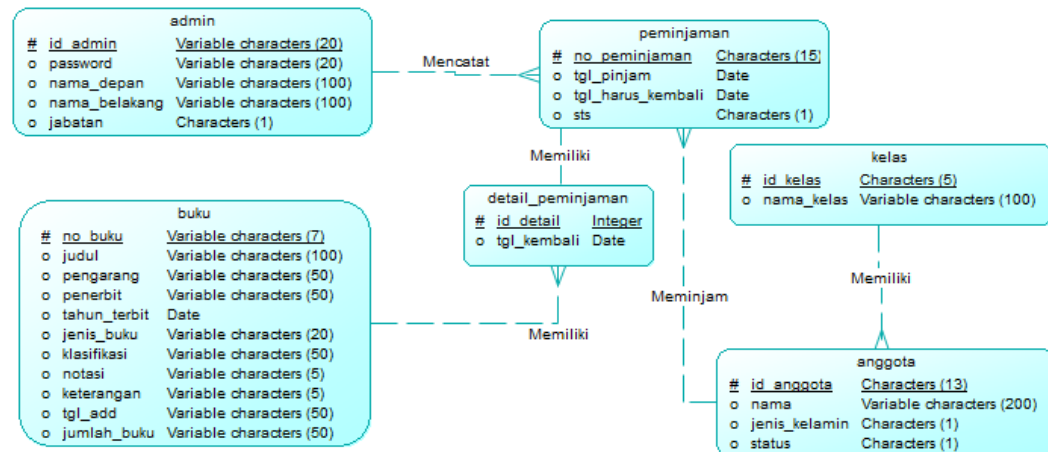 admin
# id_admin Variable characters (20)
o password Variable characters (20)
o nama_depan Variable characters (100)
o nama_belakang Variable characters (100)
o jabatan Characters (1)
Mencatat
peminjaman
# no_peminjaman Characters (15)
o tgl_pinjam Date
o tgl_harus_kembali Date
o sts Characters (1)
Memiliki
kelas
# id_kelas Characters (5)
o nama_kelas Variable characters (100)
detail_peminjaman
# id_detail Integer
o tgl_kembali Date
buku
# no_buku Variable characters (7)
o judul Variable characters (100)
o pengarang Variable characters (50)
o penerbit Variable characters (50)
o tahun_terbit Date
o jenis_buku Variable characters (20)
o klasifikasi Variable characters (50)
o notasi Variable characters (5)
o keterangan Variable characters (5)
o tgl_add Variable characters (50)
o jumlah_buku Variable characters (50)
Memiliki
Meminjam
Memiliki
anggota
# id_anggota Characters (13)
o nama Variable characters (200)
o jenis_kelamin Characters (1)
o status Characters (1)